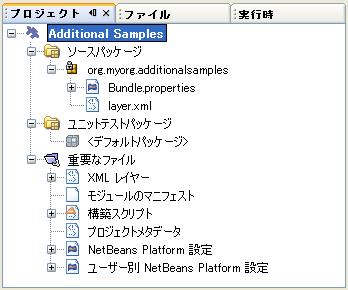 プロジェクト ファイル 実行時
Additional Samples
ソースパッケージ
org.myorg.additionalsamples
Bundle.properties
layer.xml
ユニットテストパッケージ
<デフォルトパッケージ>
重要なファイル
XML レイヤー
モジュールのマニフェスト
構築スクリプト
プロジェクトメタデータ
NetBeans Platform 設定
ユーザー別 NetBeans Platform 設定